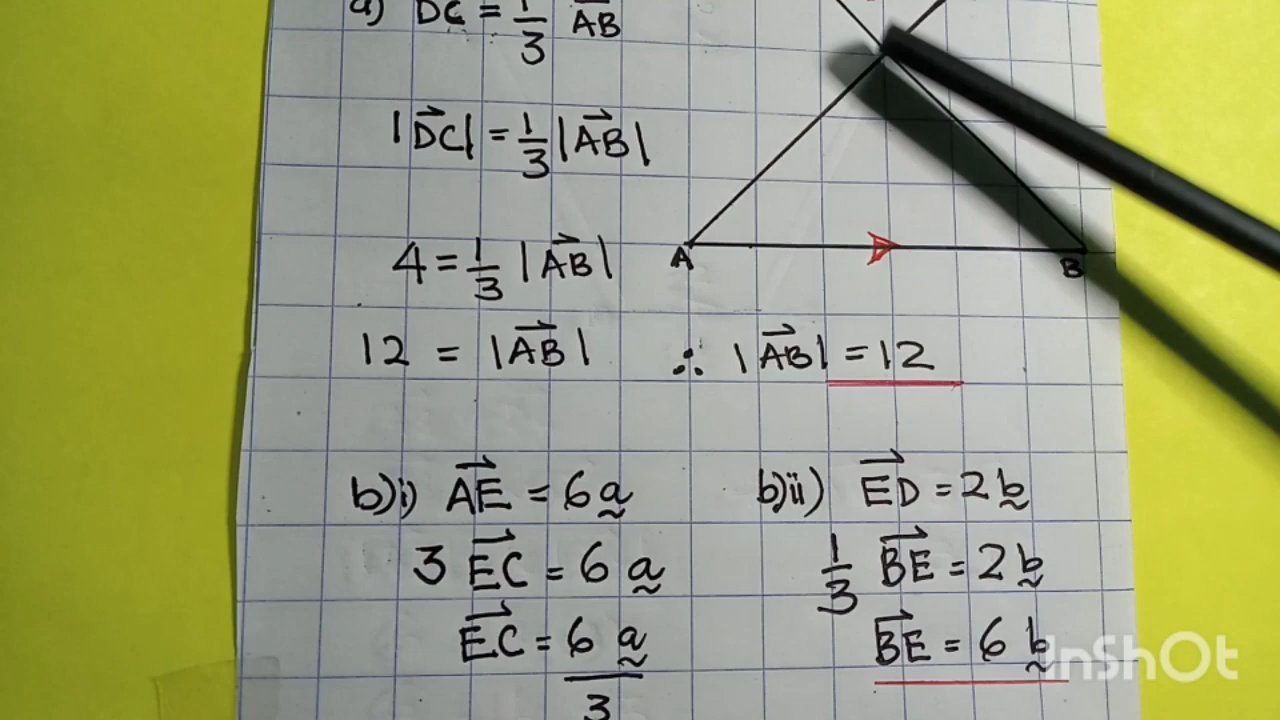 a) DC = 1/3 AB
|DC| = 1/3 |AB|
4 = 1/3 |AB|
A
B
12 = |AB| ∴ |AB| = 12
b)i) AE = 6a
3 EC = 6a
EC = 6a/3
b)ii) ED = 2b
1/3 BE = 2b
BE = 6b
InShOt